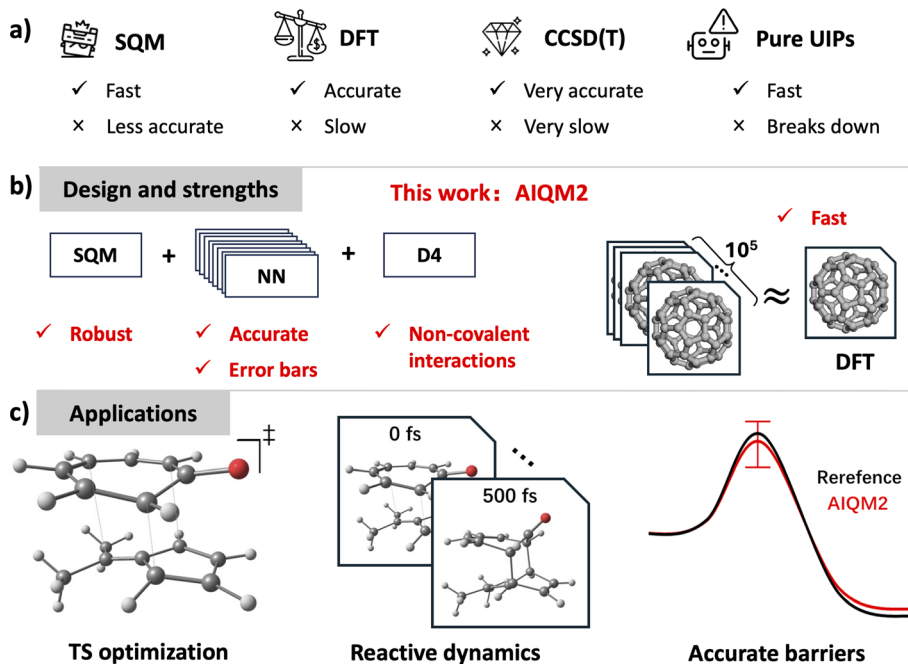 a)
SQM
DFT
CCSD(T)
Pure UIPs
✓ Fast
✓ Accurate
✓ Very accurate
✓ Fast
× Less accurate
× Slow
× Very slow
× Breaks down
b)
Design and strengths
This work: AIQM2
✓ Fast
SQM + NN + D4
10⁵
≈
✓ Robust
✓ Accurate
✓ Non-covalent
interactions
✓ Error bars
DFT
c)
Applications
‡
0 fs
500 fs
Rerefence
AIQM2
TS optimization
Reactive dynamics
Accurate barriers